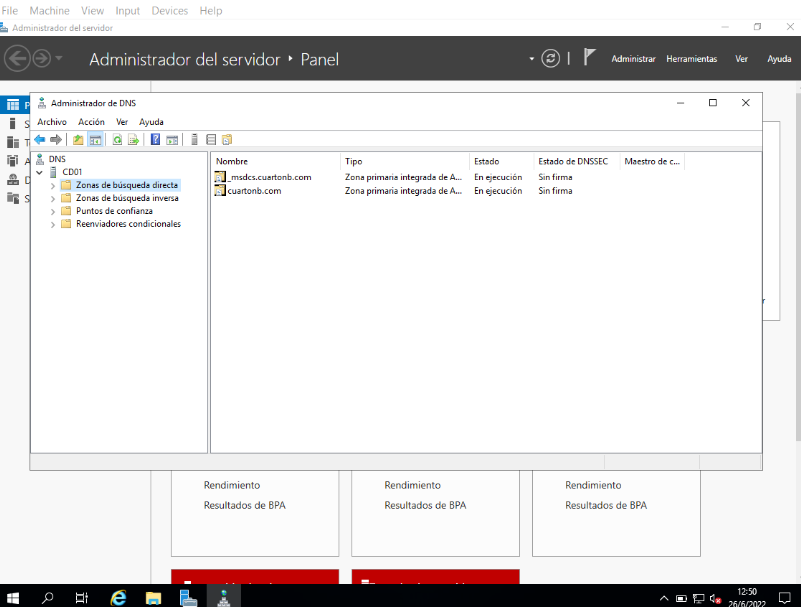 File Machine View Input Devices Help
Administrador del servidor
Administrador del servidor Panel
Administrar Herramientas Ver Ayuda
Administrador de DNS
Archivo Acción Ver Ayuda
DNS
CD01
Zonas de búsqueda directa
Zonas de búsqueda inversa
Puntos de confianza
Reenviadores condicionales
Nombre Tipo Estado Estado de DNSSEC Maestro de c...
_msdcs.cuartonb.com Zona primaria integrada de A... En ejecución Sin firma
cuartonb.com Zona primaria integrada de A... En ejecución Sin firma
Rendimiento Rendimiento Rendimiento
Resultados de BPA Resultados de BPA Resultados de BPA
12:50
26/6/2022